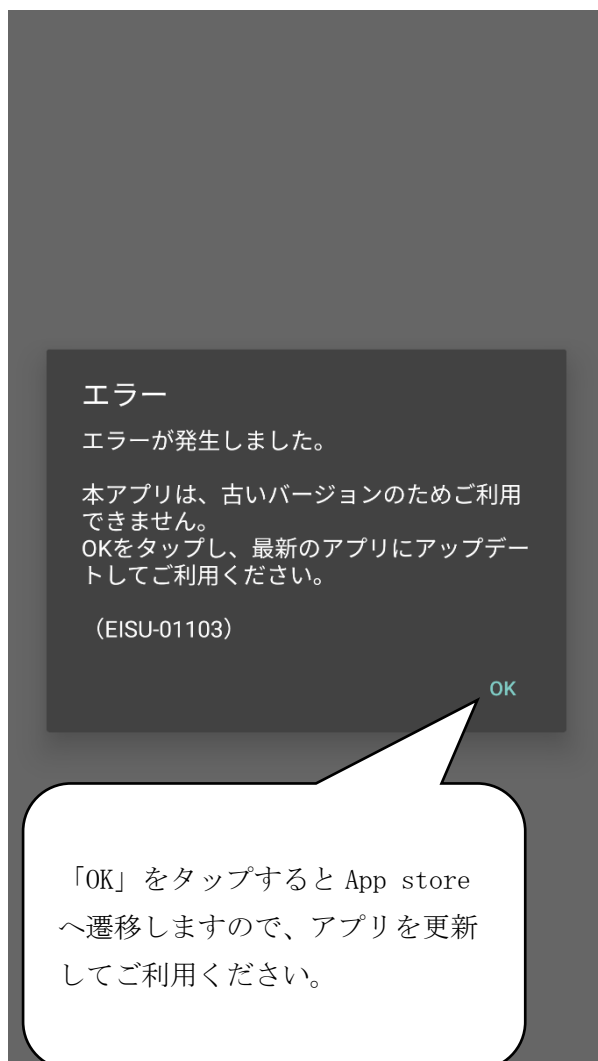 エラー
エラーが発生しました。
本アプリは、古いバージョンのためご利用
できません。
OKをタップし、最新のアプリにアップデー
トしてご利用ください。
（EISU-01103）
OK
「OK」をタップすると App store
へ遷移しますので、アプリを更新
してご利用ください。